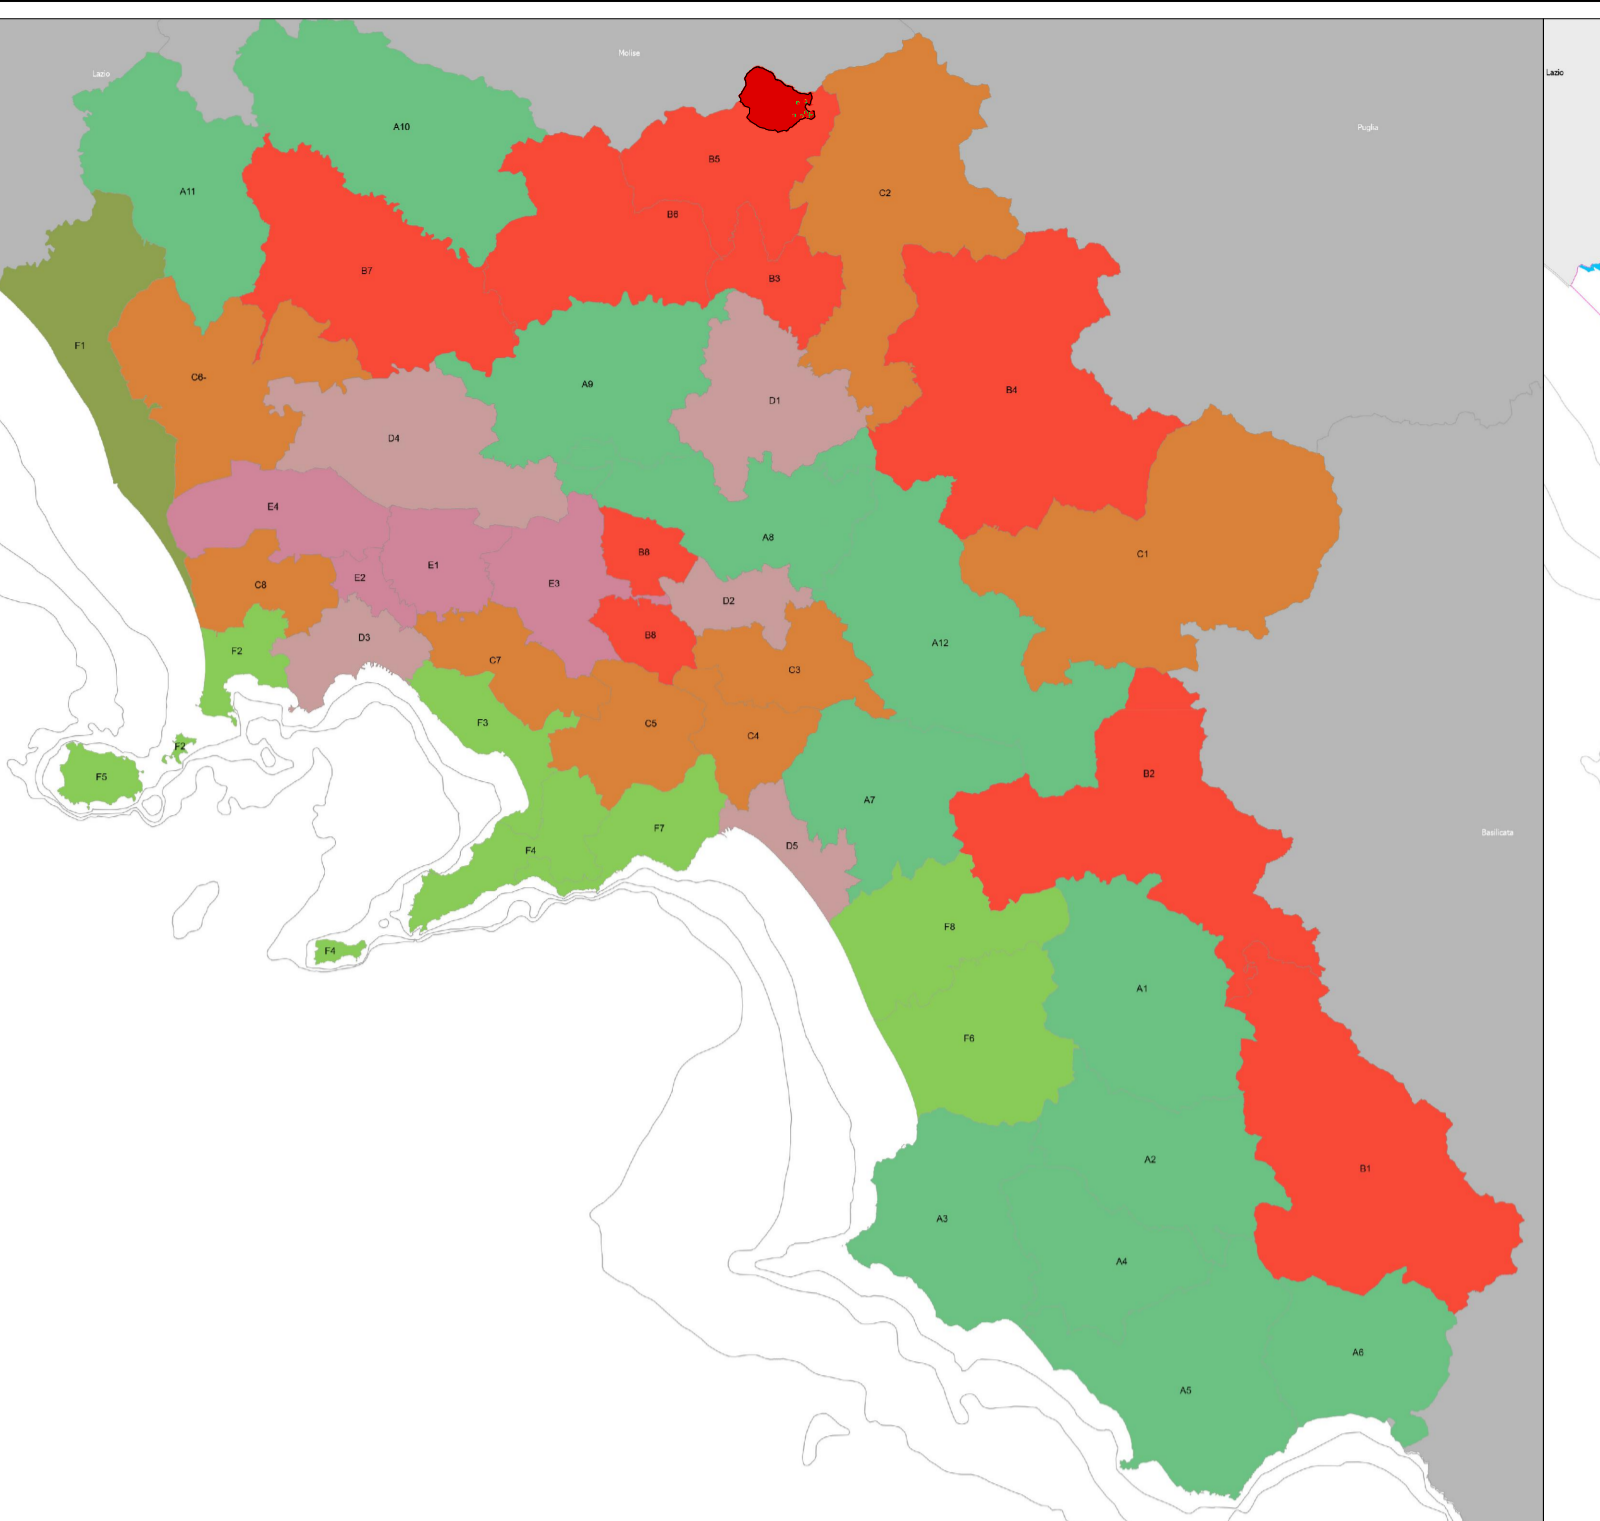 Molise
Lazio
Lazio
A10
Puglia
B5
A11
C2
B6
B7
B3
F1
C6-
A9
B4
D1
D4
E4
A8
B8
C1
E1
E2
E3
C8
D2
B8
D3
A12
F2
C7
C3
F3
C5
C4
F2
B2
F5
A7
F7
Basilicata
D5
F4
F8
F4
A1
F6
A2
B1
A3
A4
A6
A5